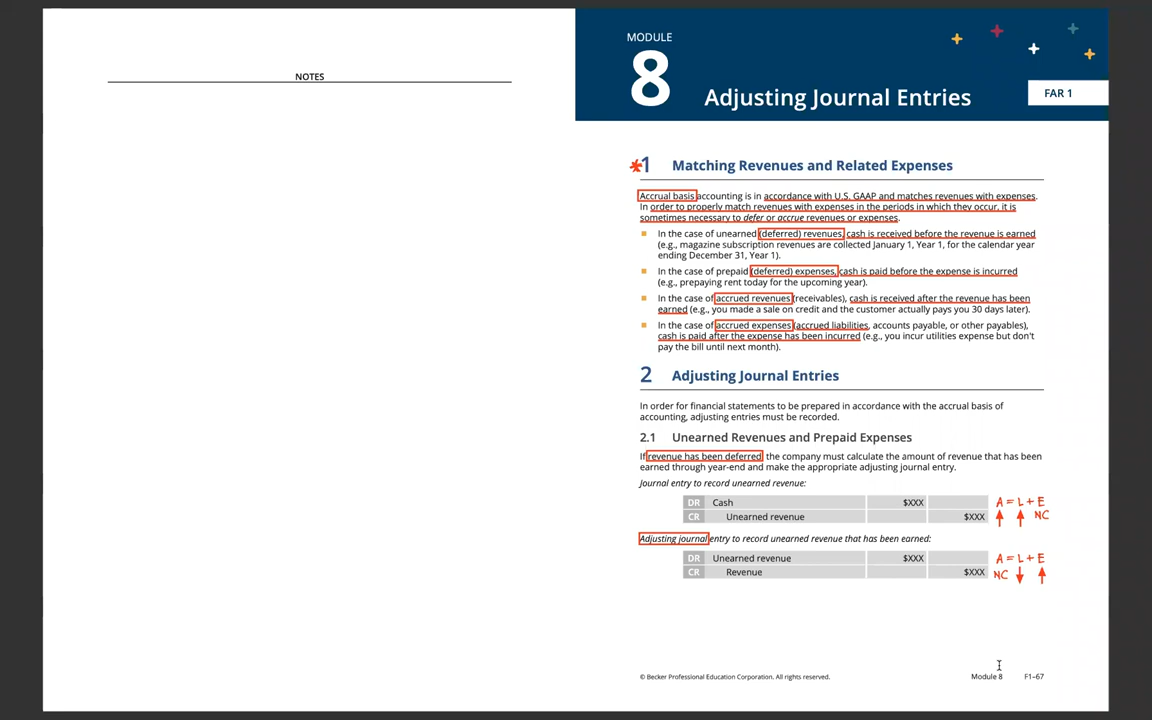 NOTES
MODULE
8
Adjusting Journal Entries
FAR 1
*1 Matching Revenues and Related Expenses
Accrual basis accounting is in accordance with U.S. GAAP and matches revenues with expenses.
In order to properly match revenues with expenses in the periods in which they occur, it is
sometimes necessary to defer or accrue revenues or expenses.
In the case of unearned (deferred) revenues, cash is received before the revenue is earned
(e.g., magazine subscription revenues are collected January 1, Year 1, for the calendar year
ending December 31, Year 1).
In the case of prepaid (deferred) expenses, cash is paid before the expense is incurred
(e.g., prepaying rent today for the upcoming year).
In the case of accrued revenues (receivables), cash is received after the revenue has been
earned (e.g., you made a sale on credit and the customer actually pays you 30 days later).
In the case of accrued expenses (accrued liabilities, accounts payable, or other payables),
cash is paid after the expense has been incurred (e.g., you incur utilities expense but don't
pay the bill until next month).
2 Adjusting Journal Entries
In order for financial statements to be prepared in accordance with the accrual basis of
accounting, adjusting entries must be recorded.
2.1 Unearned Revenues and Prepaid Expenses
If revenue has been deferred, the company must calculate the amount of revenue that has been
earned through year-end and make the appropriate adjusting journal entry.
Journal entry to record unearned revenue:
DR Cash $XXX A = L + E
CR Unearned revenue $XXX ↑ ↑ NC
Adjusting journal entry to record unearned revenue that has been earned:
DR Unearned revenue $XXX A = L + E
CR Revenue $XXX NC ↓ ↑
© Becker Professional Education Corporation. All rights reserved. Module 8 F1–67